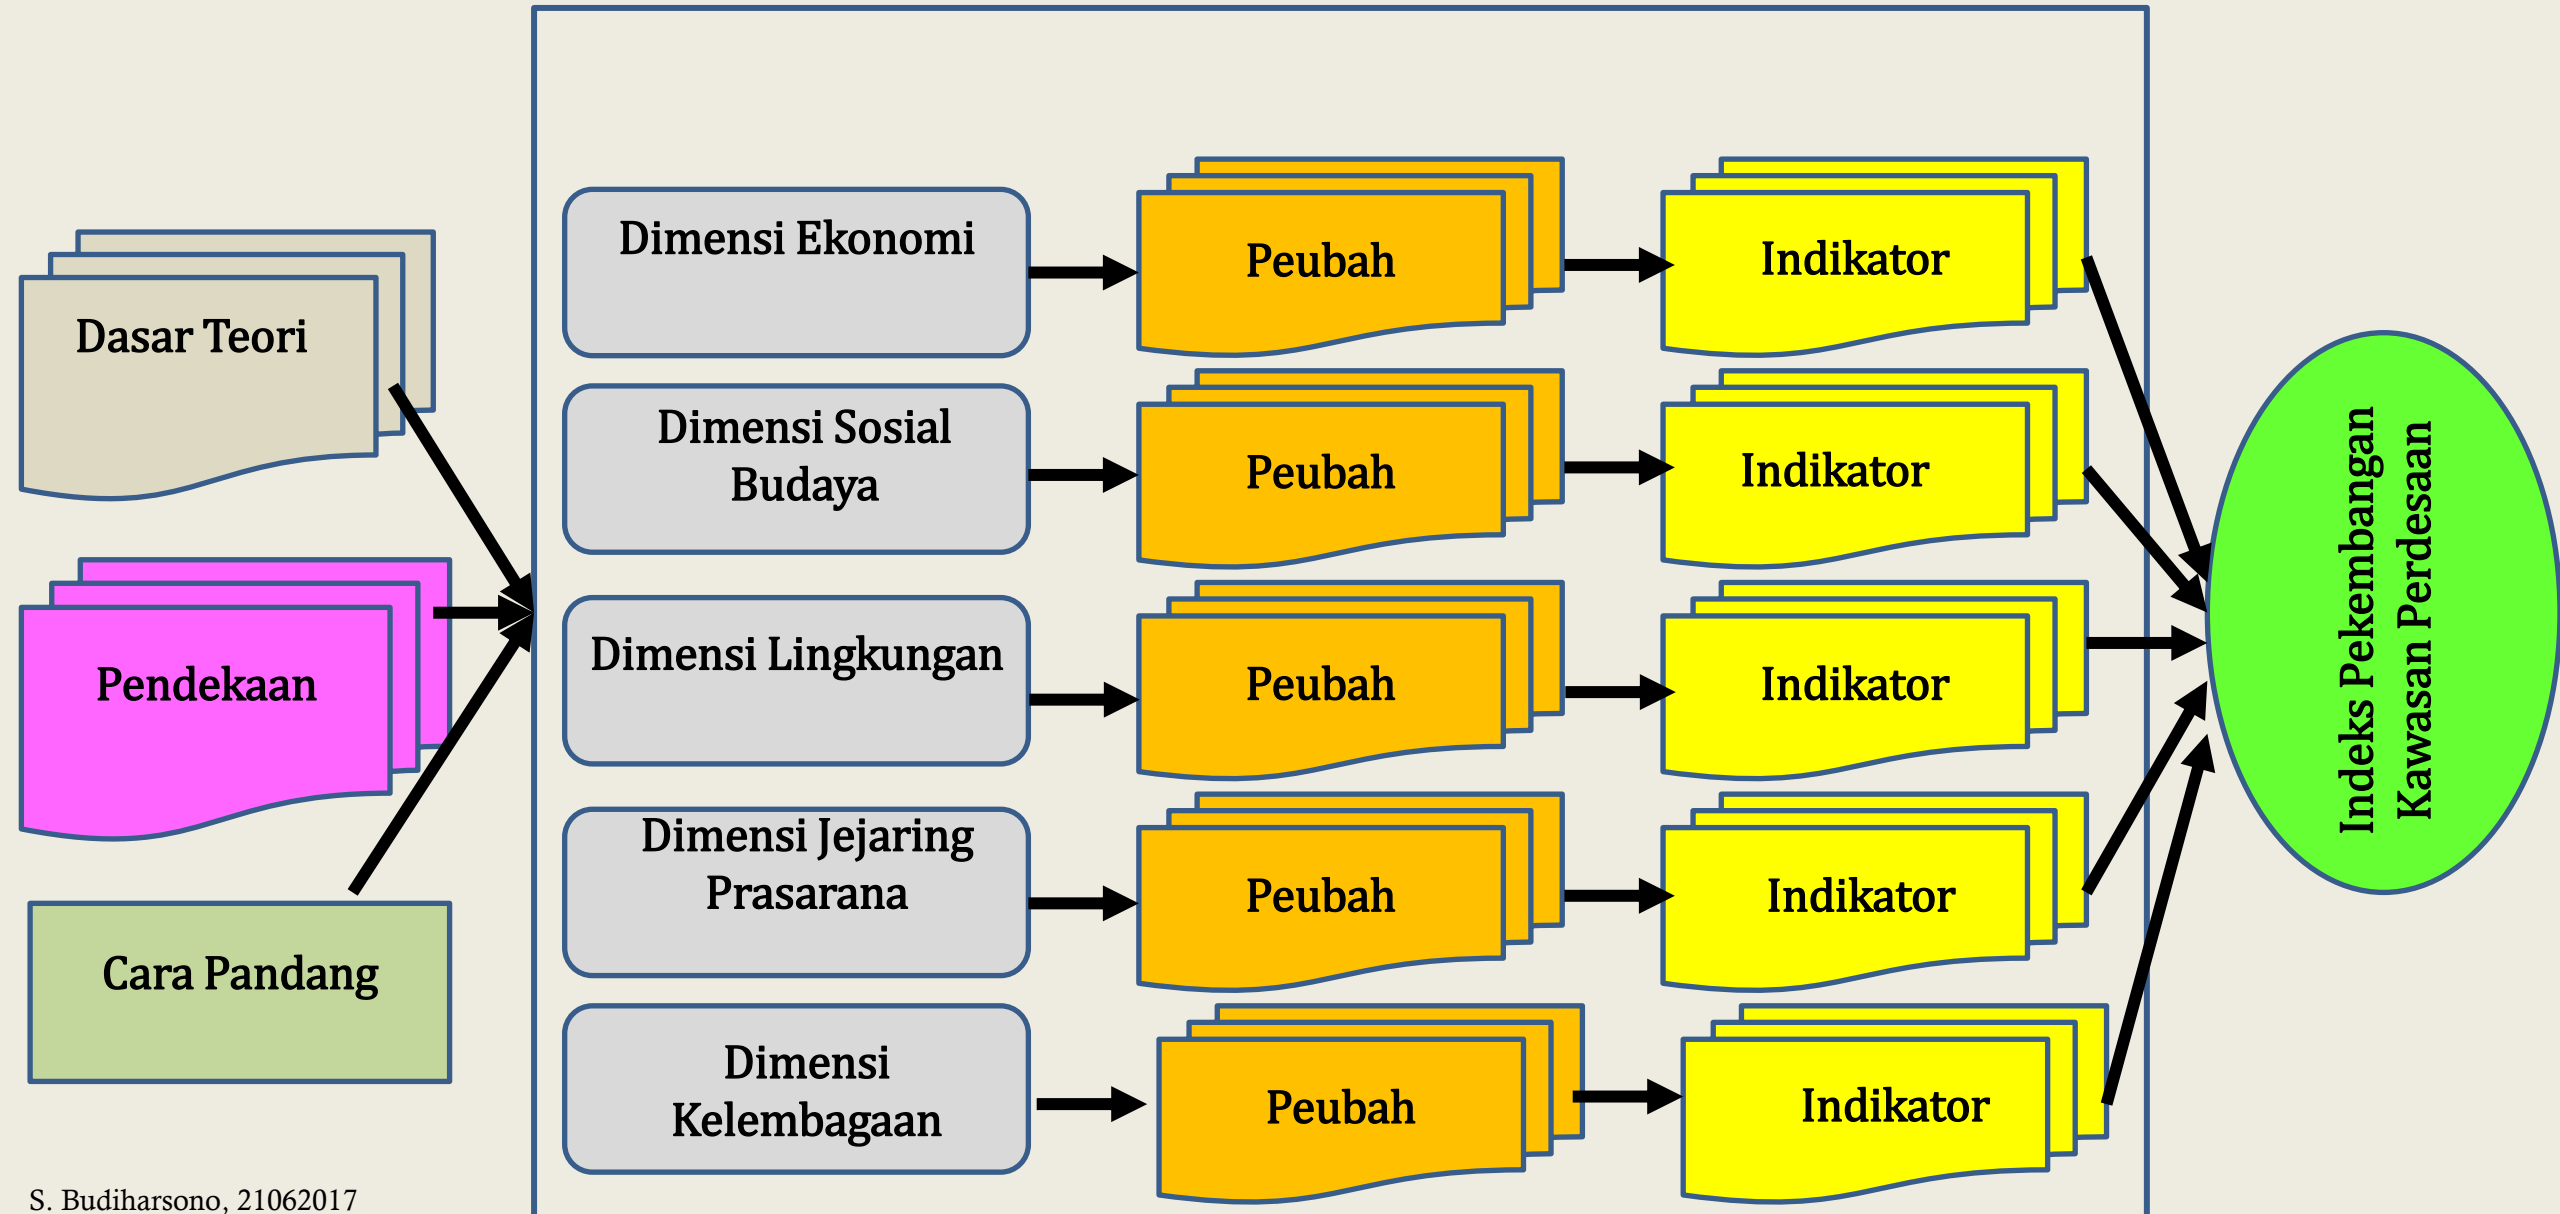 Dasar Teori
Pendekaan
Cara Pandang
Dimensi Ekonomi
Peubah
Indikator
Dimensi Sosial
Budaya
Peubah
Indikator
Dimensi Lingkungan
Peubah
Indikator
Dimensi Jejaring
Prasarana
Peubah
Indikator
Dimensi
Kelembagaan
Peubah
Indikator
Indeks Pekembangan
Kawasan Perdesaan
S. Budiharsono, 21062017